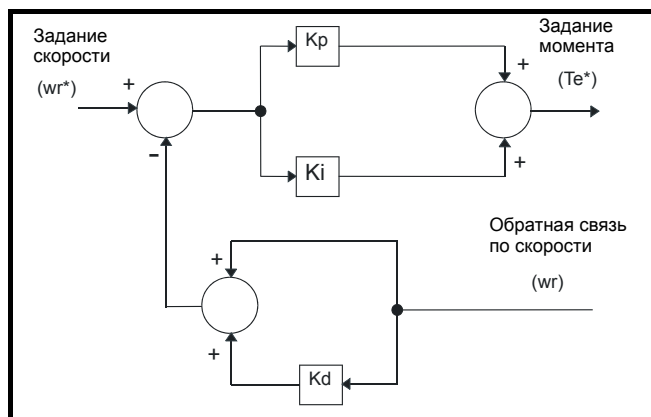 Задание
скорости
(wr*)
+
-
Kp
Ki
+
+
Задание
момента
(Te*)
Обратная связь
по скорости
(wr)
+
+
Kd